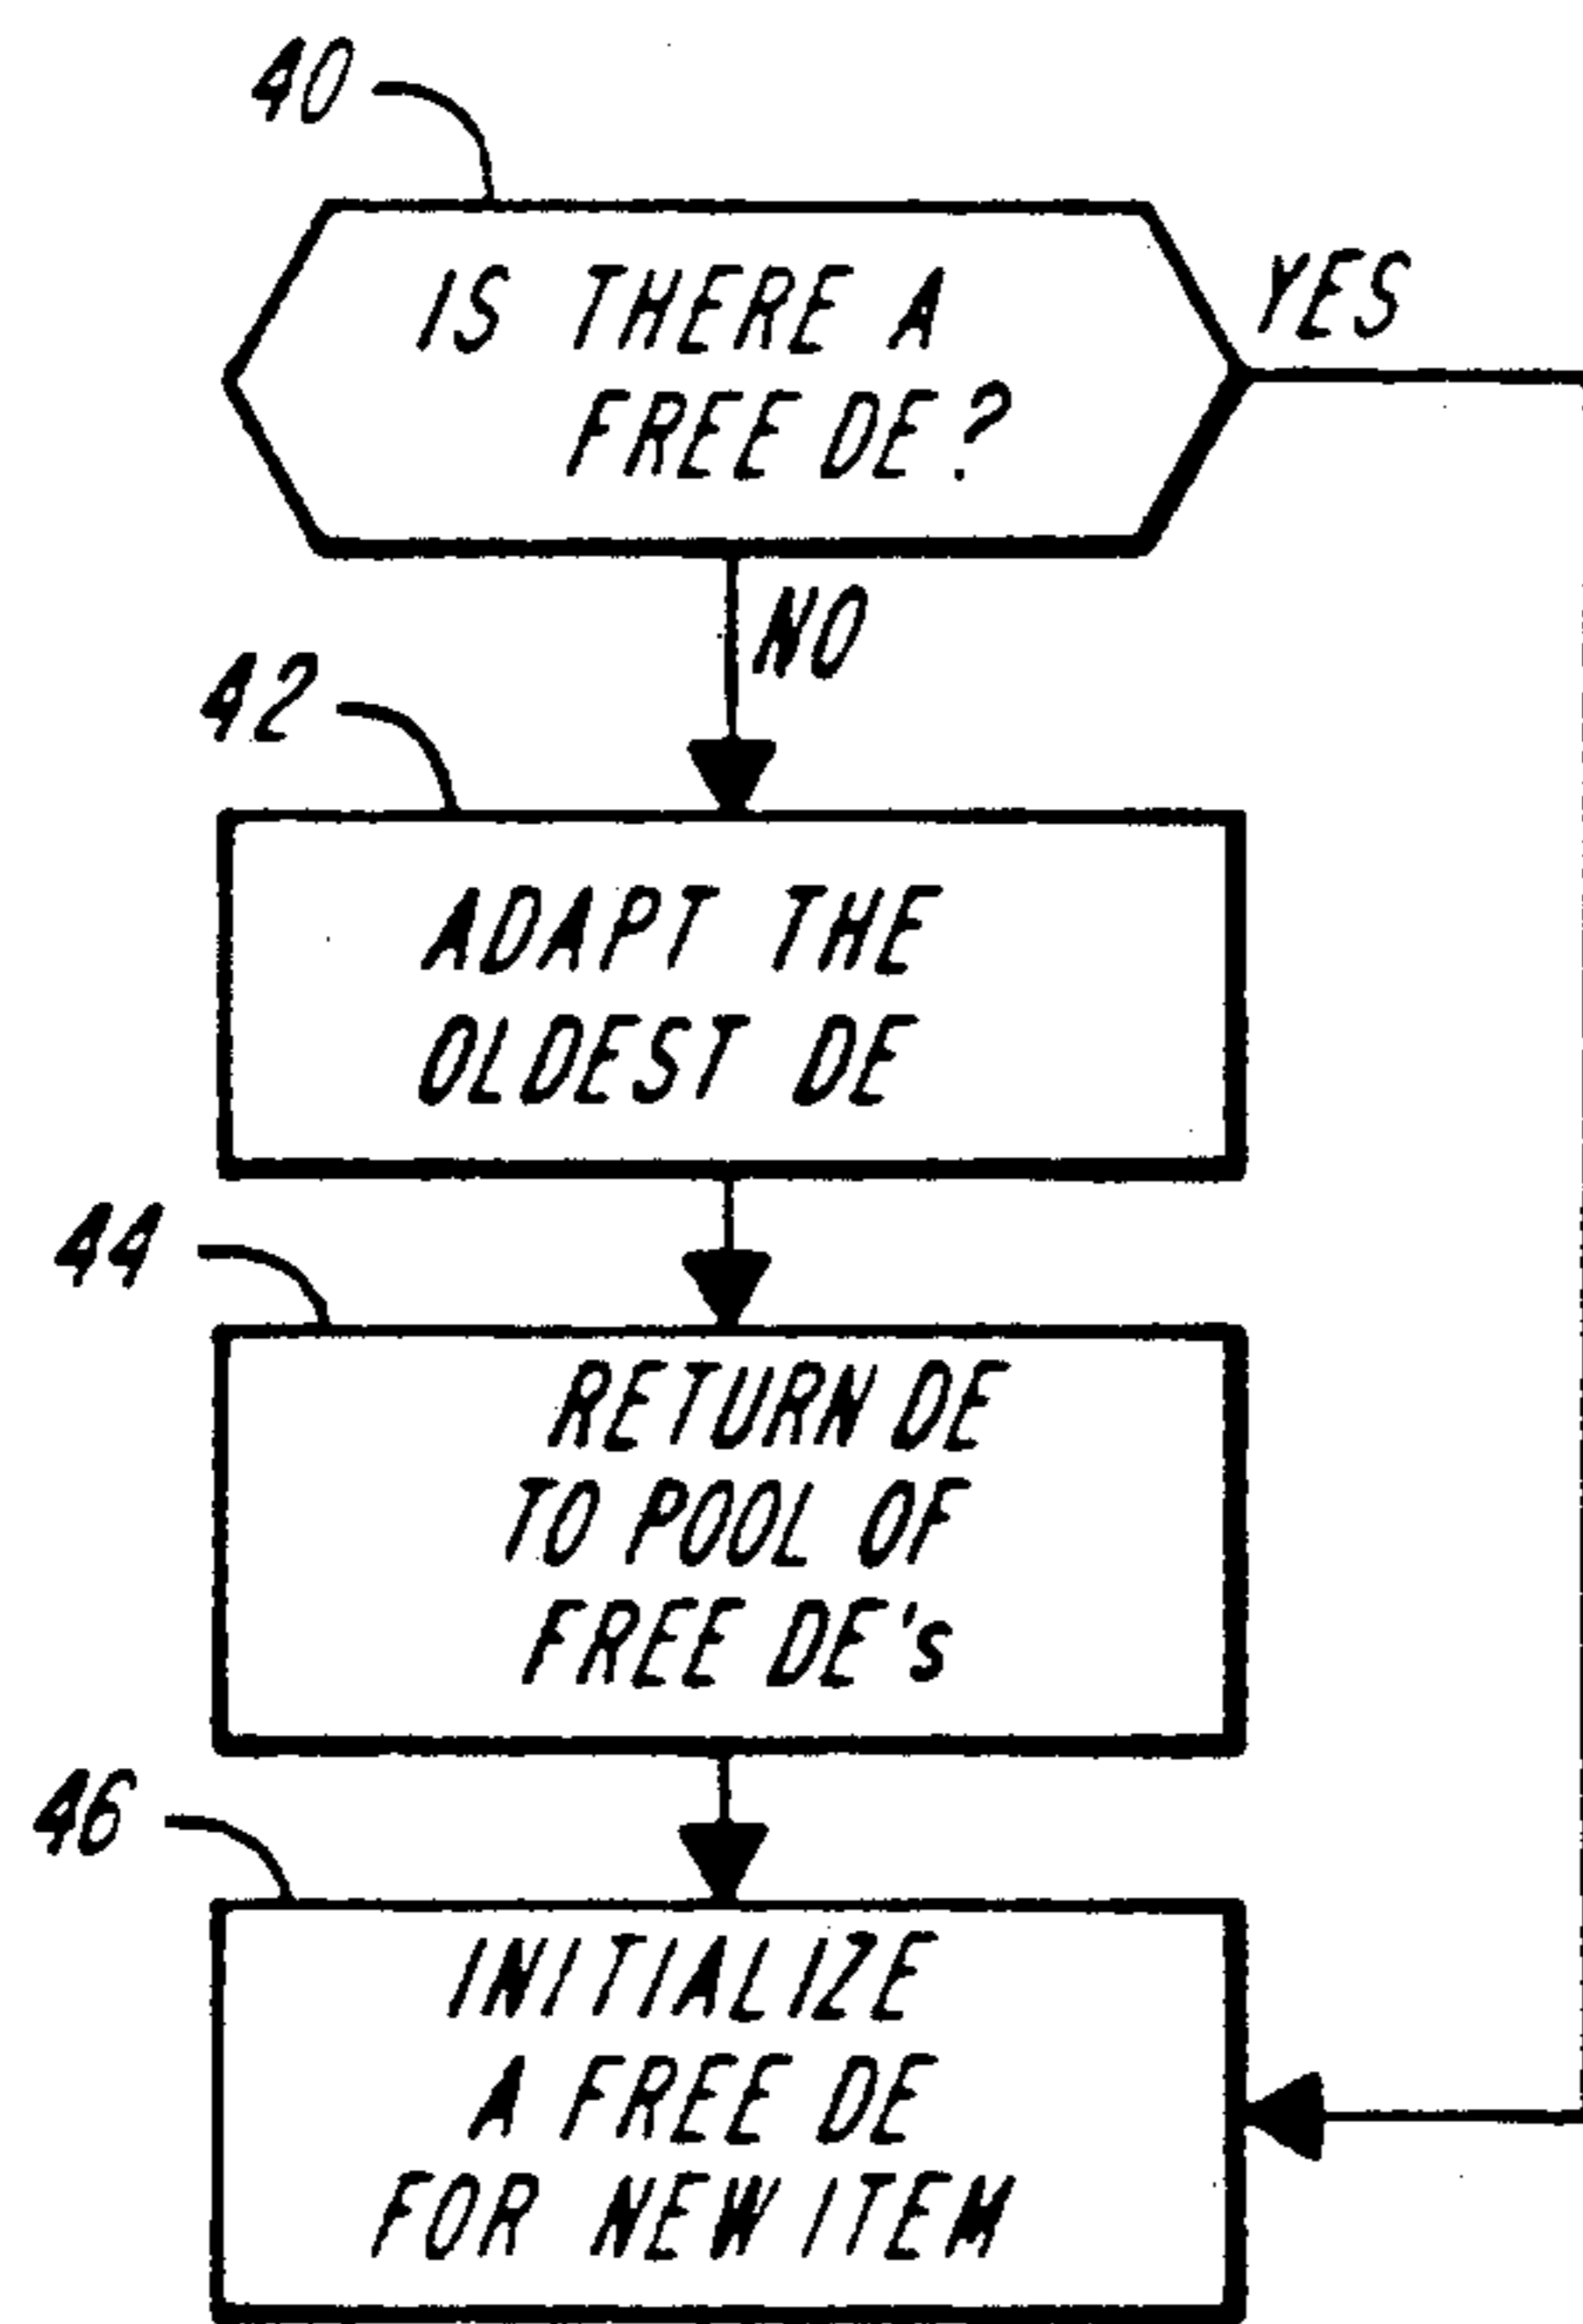 40
IS THERE A
FREE DE?
YES
NO
42
ADAPT THE
OLDEST DE
44
RETURN DE
TO POOL OF
FREE DE's
46
INITIALIZE
A FREE DE
FOR NEW ITEM